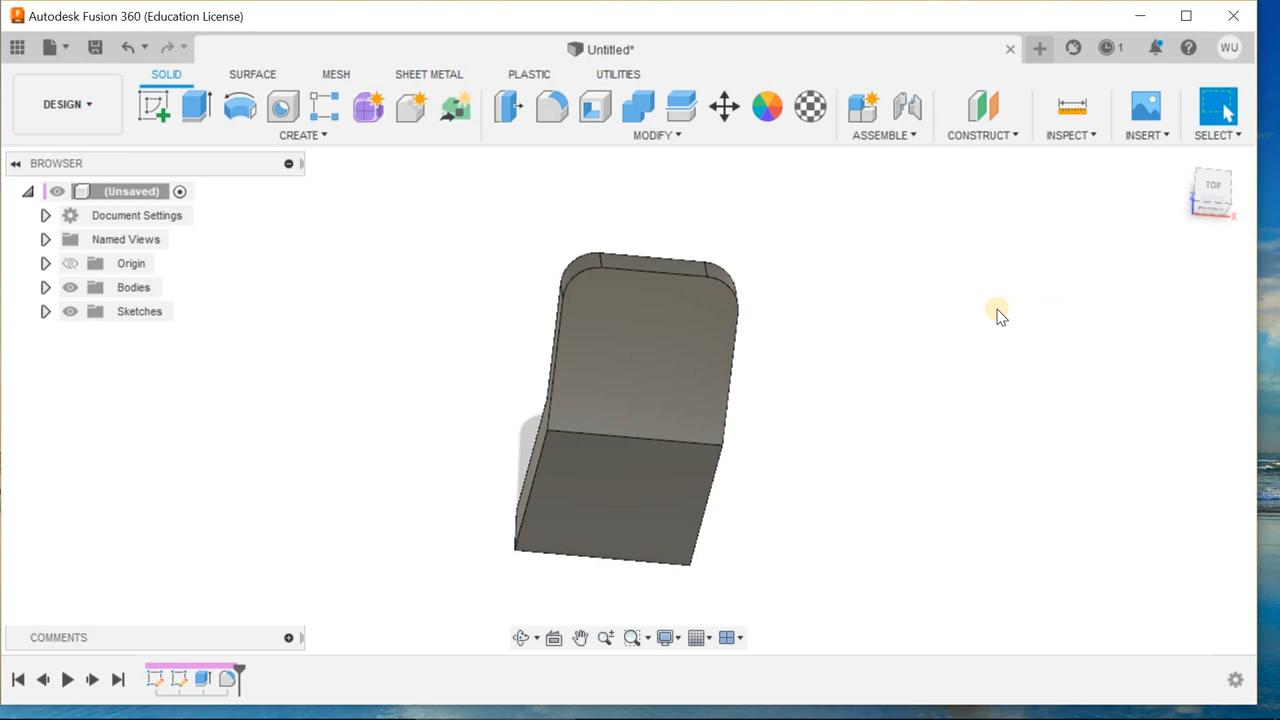 Autodesk Fusion 360 (Education License)
Untitled*
1
WU
DESIGN
SOLID
SURFACE
MESH
SHEET METAL
PLASTIC
UTILITIES
CREATE
MODIFY
ASSEMBLE
CONSTRUCT
INSPECT
INSERT
SELECT
BROWSER
(Unsaved)
Document Settings
Named Views
Origin
Bodies
Sketches
TOP
Z
X
COMMENTS